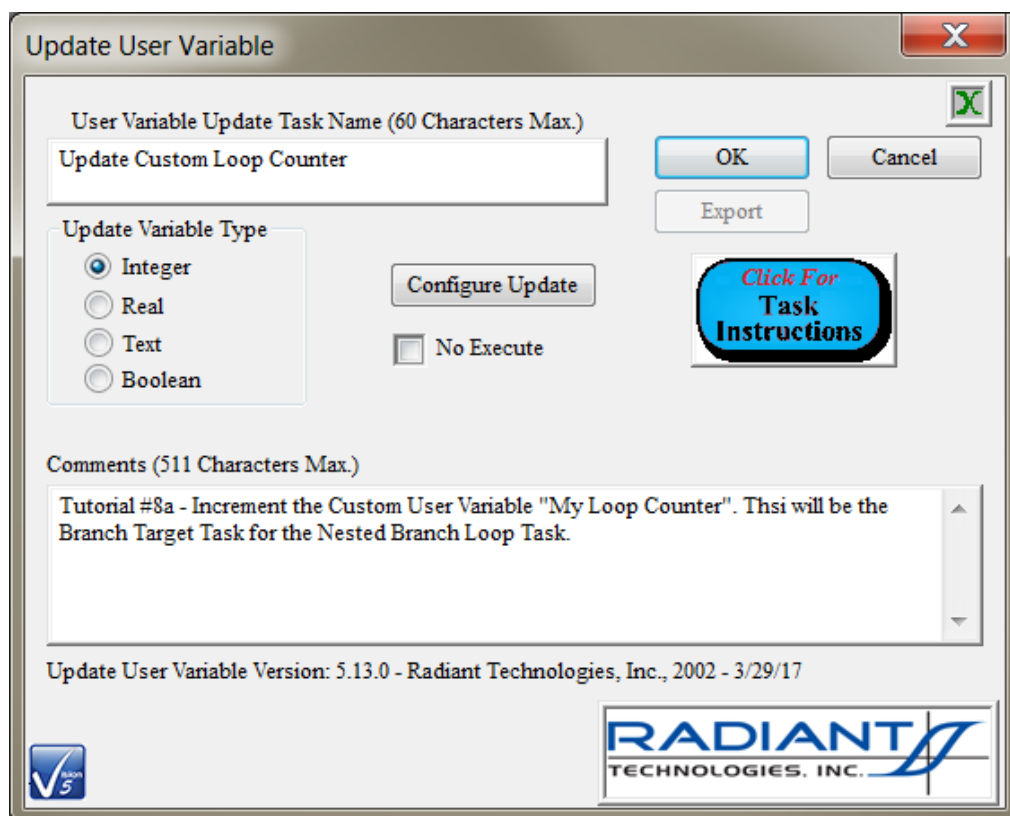 Update User Variable
X
User Variable Update Task Name (60 Characters Max.)
Update Custom Loop Counter
OK
Cancel
Export
Update Variable Type
Integer
Real
Text
Boolean
Configure Update
No Execute
Click For
Task
Instructions
Comments (511 Characters Max.)
Tutorial #8a - Increment the Custom User Variable "My Loop Counter". Thsi will be the
Branch Target Task for the Nested Branch Loop Task.
Update User Variable Version: 5.13.0 - Radiant Technologies, Inc., 2002 - 3/29/17
RADIANT
TECHNOLOGIES. INC.
Vision
5